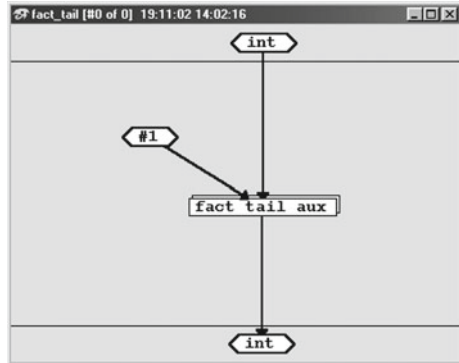 fact_tail [#0 of 0] 19:11:02 14:02:16
int
#1
fact tail aux
int